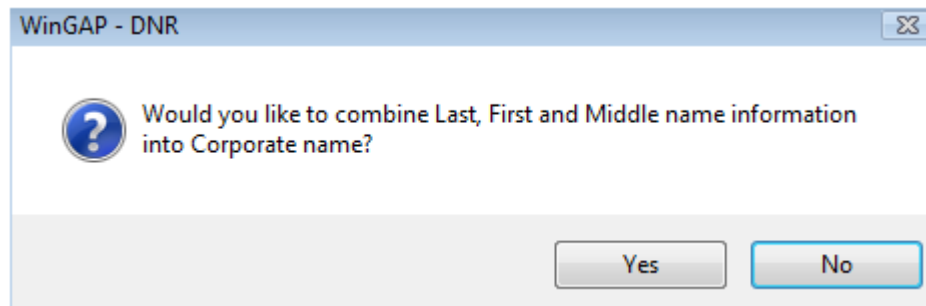 WinGAP - DNR
Would you like to combine Last, First and Middle name information
into Corporate name?
Yes No